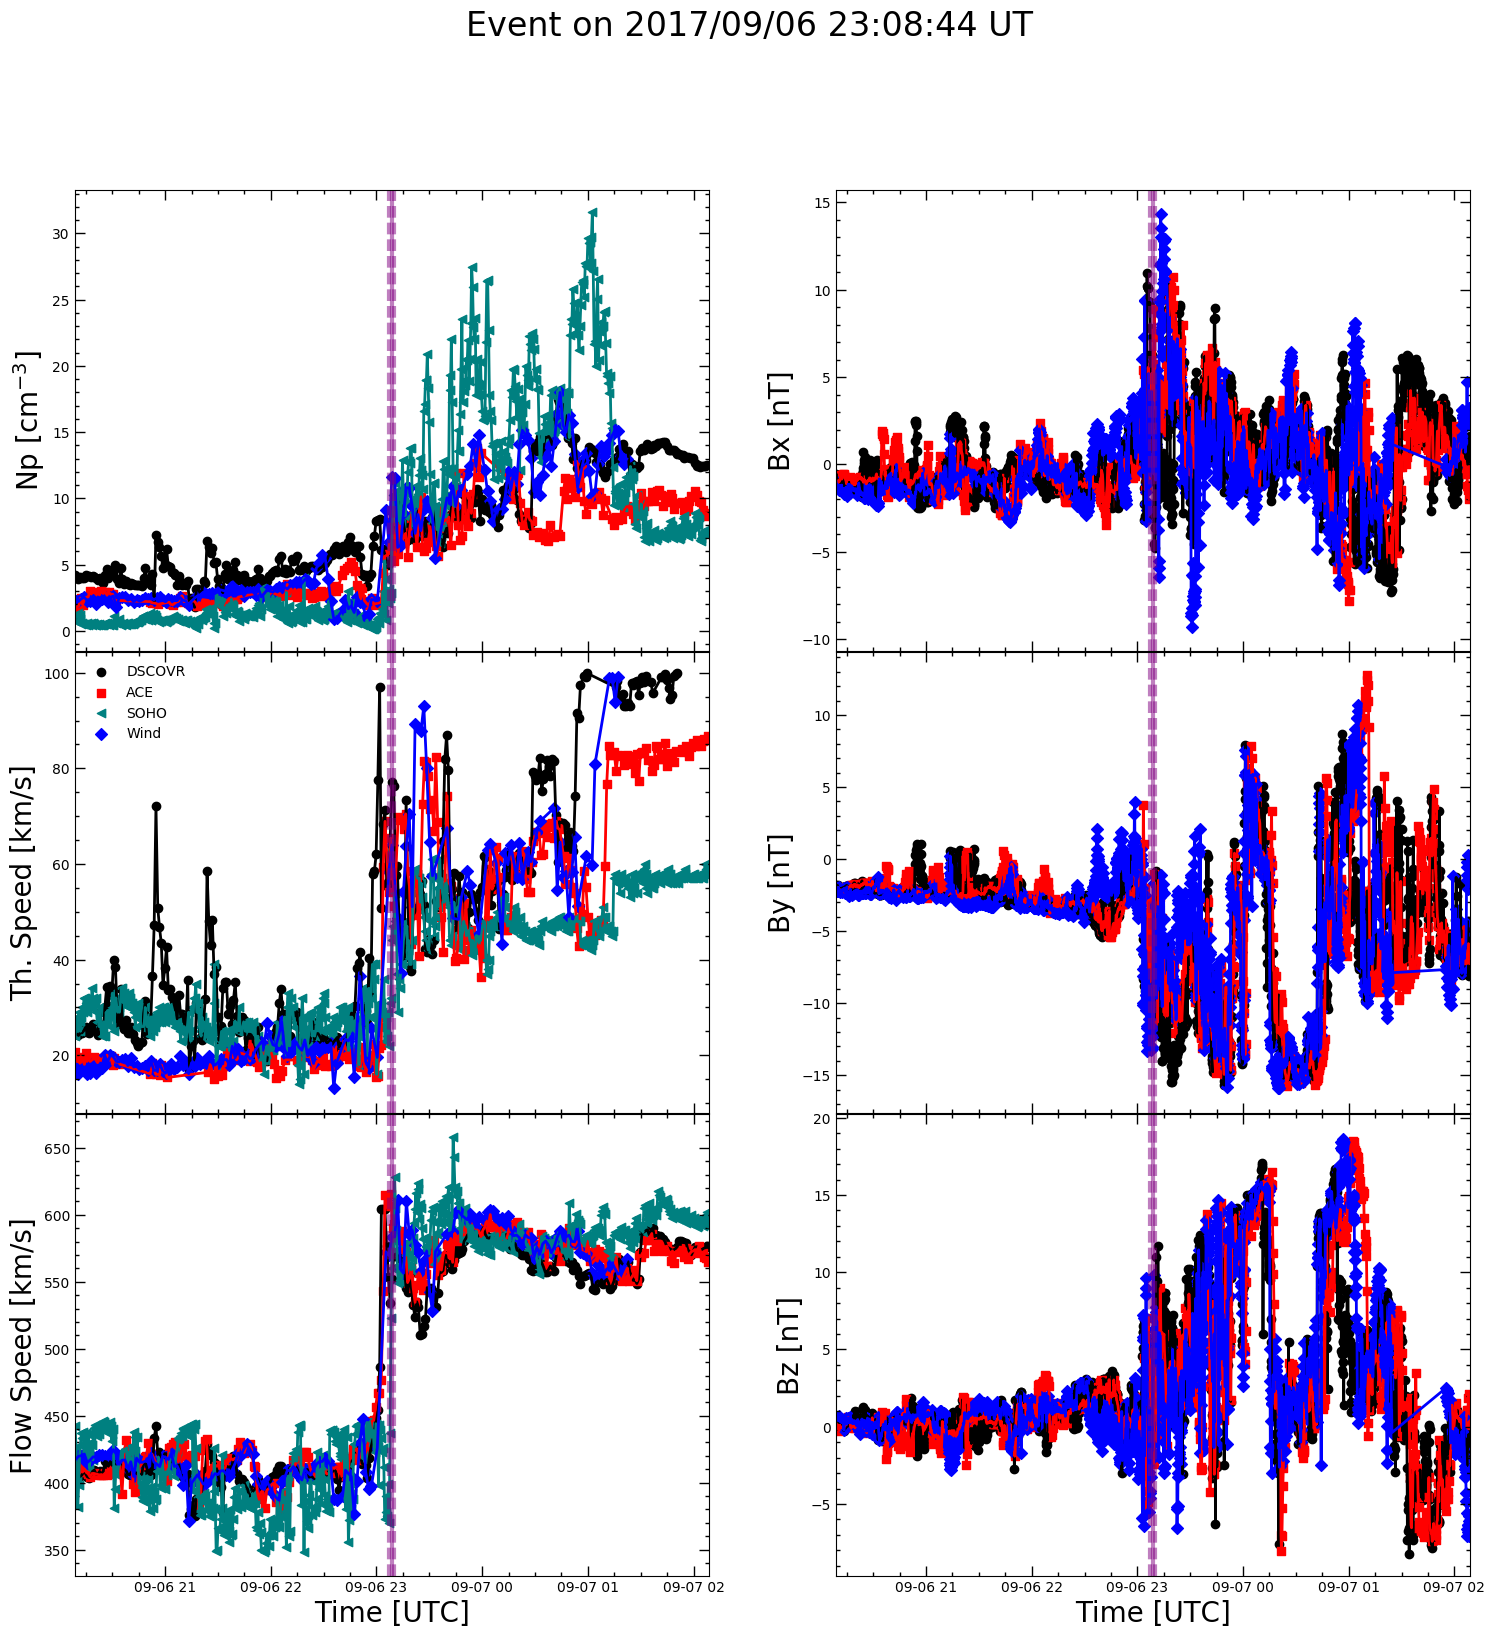 Event on 2017/09/06 23:08:44 UT
Np [cm⁻³]
30
25
20
15
10
5
0
Bx [nT]
15
10
5
0
−5
−10
Th. Speed [km/s]
100
80
60
40
20
DSCOVR
ACE
SOHO
Wind
By [nT]
10
5
0
−5
−10
−15
Flow Speed [km/s]
650
600
550
500
450
400
350
Bz [nT]
20
15
10
5
0
−5
09-06 21 09-06 22 09-06 23 09-07 00 09-07 01 09-07 02
Time [UTC]
09-06 21 09-06 22 09-06 23 09-07 00 09-07 01 09-07 02
Time [UTC]